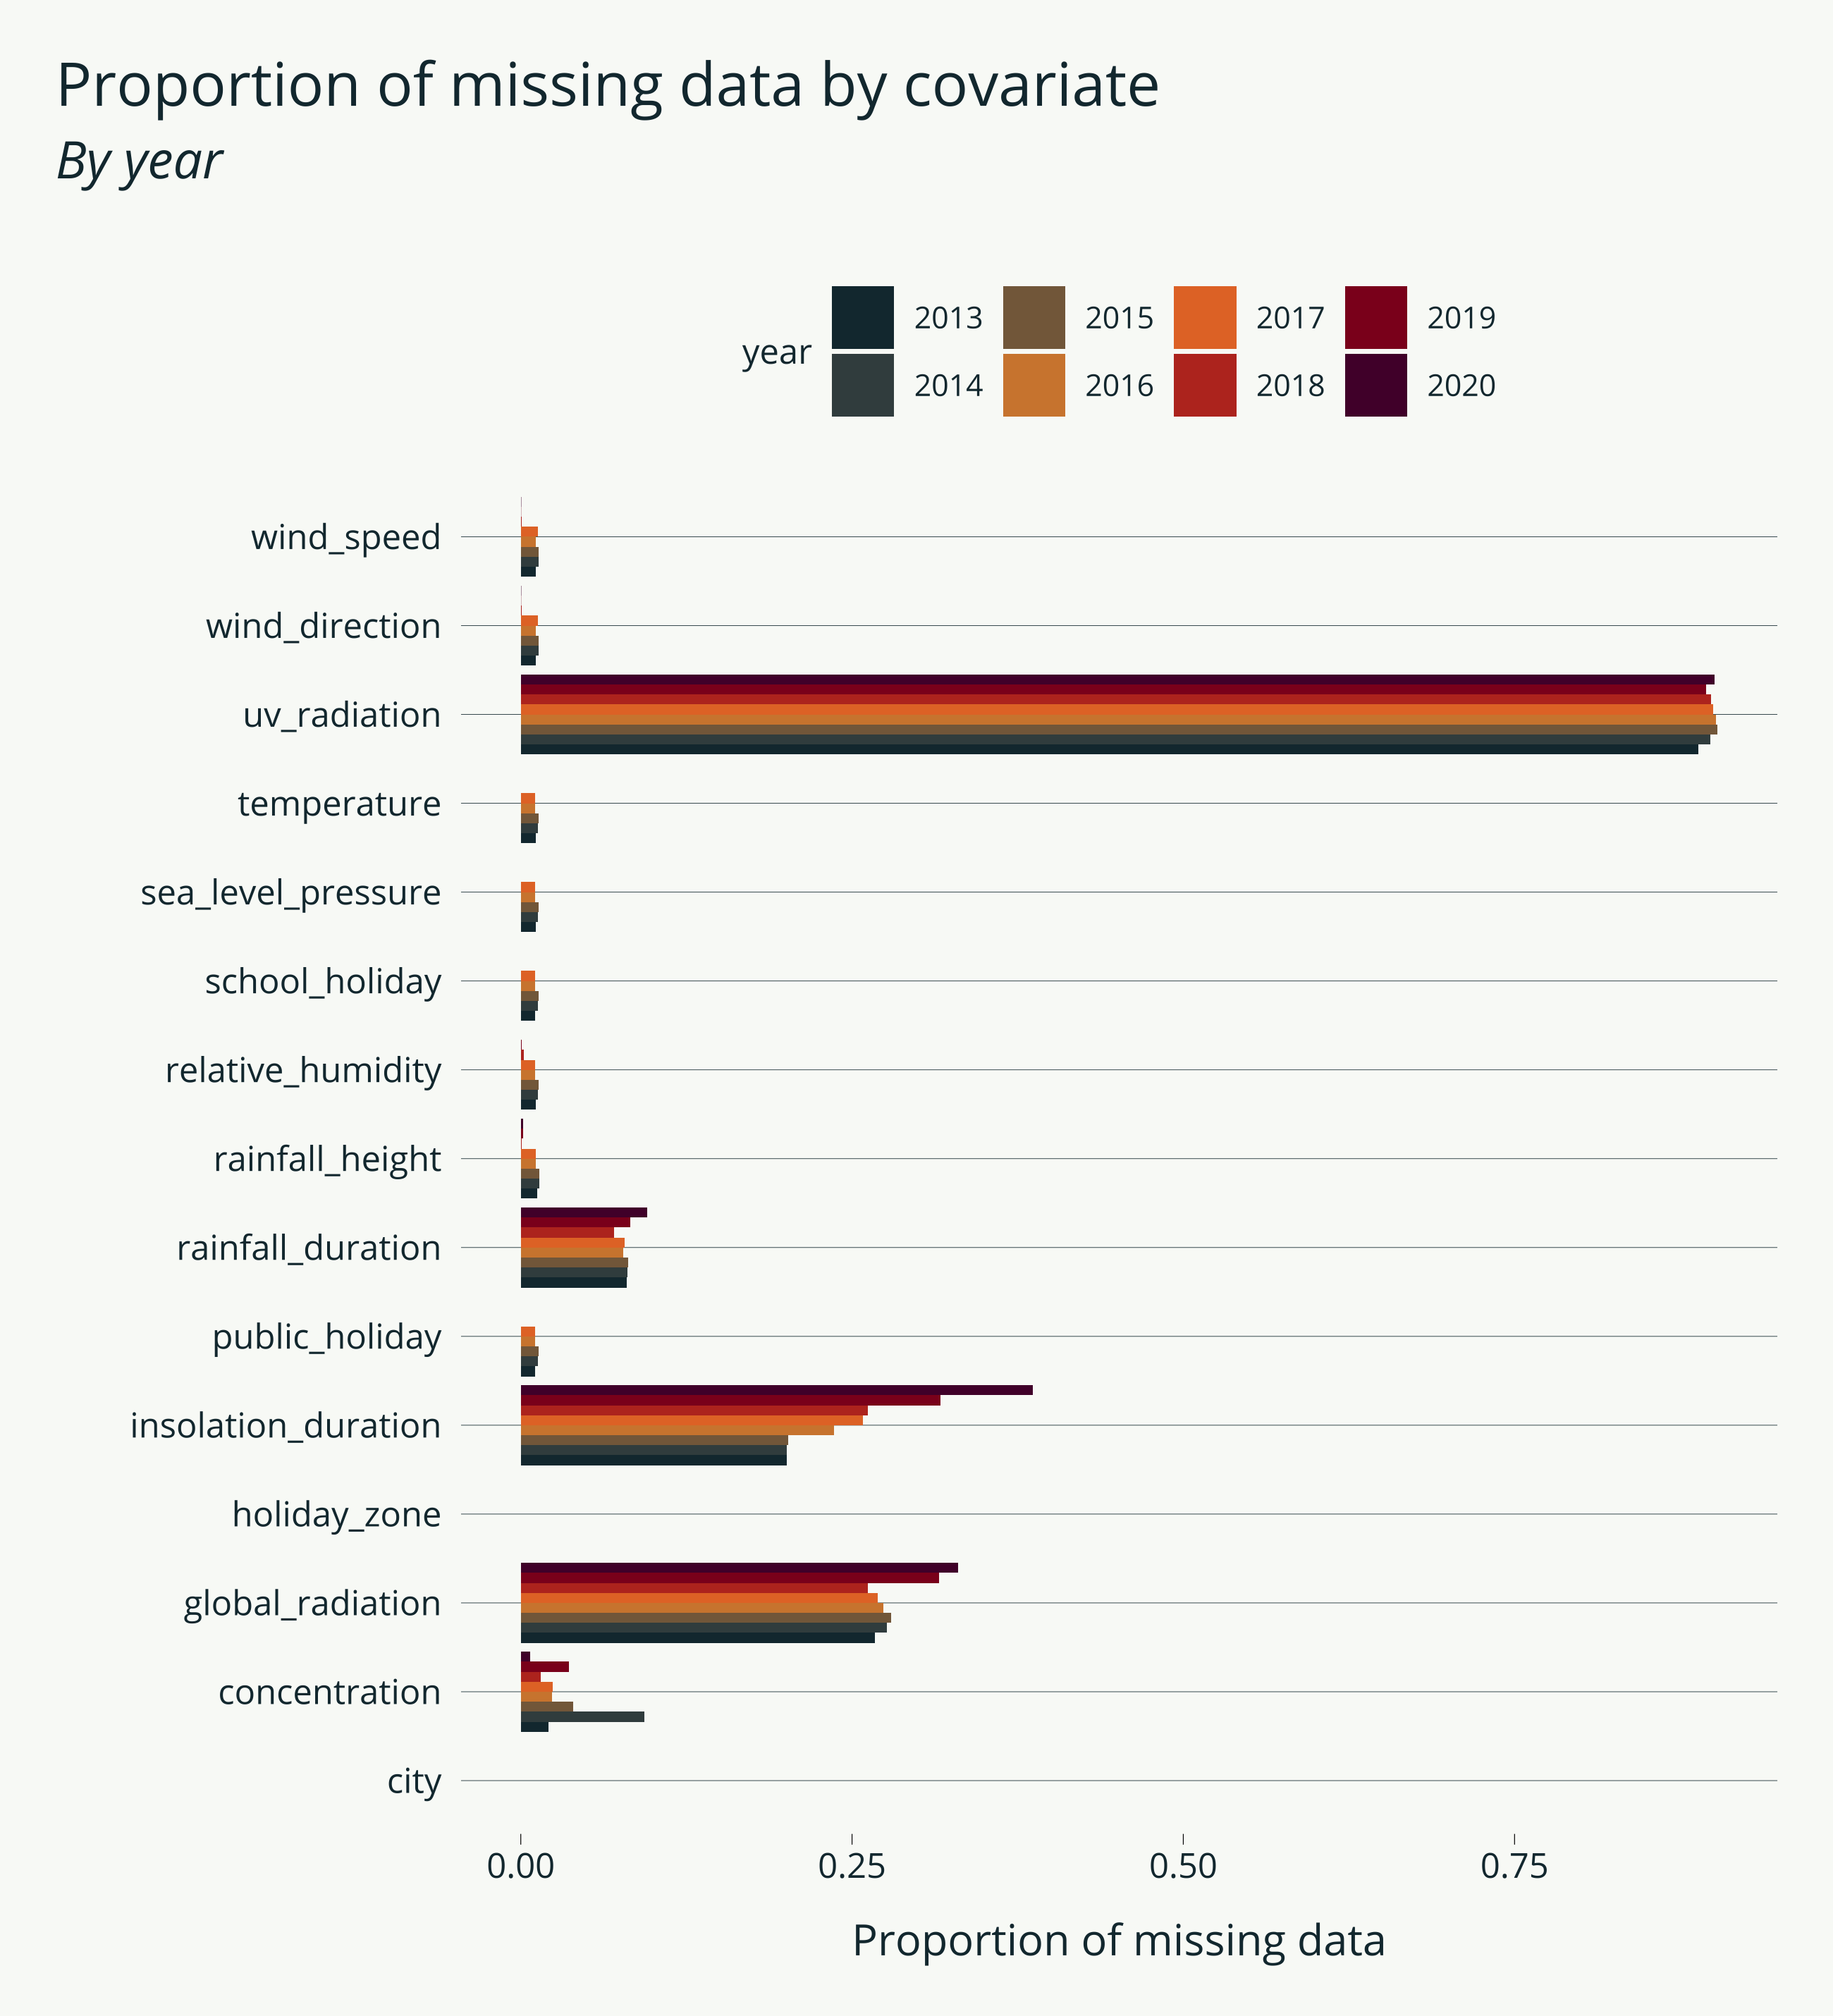 Proportion of missing data by covariate
By year
year
2013
2015
2017
2019
2014
2016
2018
2020
wind_speed
wind_direction
uv_radiation
temperature
sea_level_pressure
school_holiday
relative_humidity
rainfall_height
rainfall_duration
public_holiday
insolation_duration
holiday_zone
global_radiation
concentration
city
0.00 0.25 0.50 0.75
Proportion of missing data